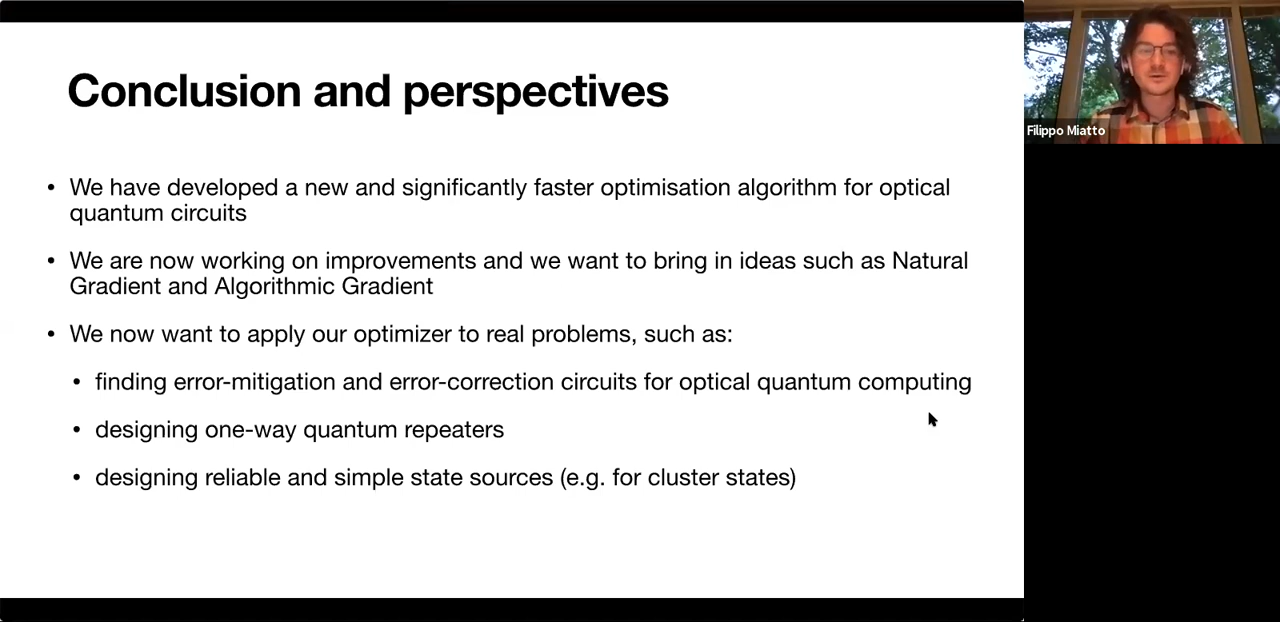 Conclusion and perspectives
• We have developed a new and significantly faster optimisation algorithm for optical
quantum circuits
• We are now working on improvements and we want to bring in ideas such as Natural
Gradient and Algorithmic Gradient
• We now want to apply our optimizer to real problems, such as:
• finding error-mitigation and error-correction circuits for optical quantum computing
• designing one-way quantum repeaters
• designing reliable and simple state sources (e.g. for cluster states)
Filippo Miatto